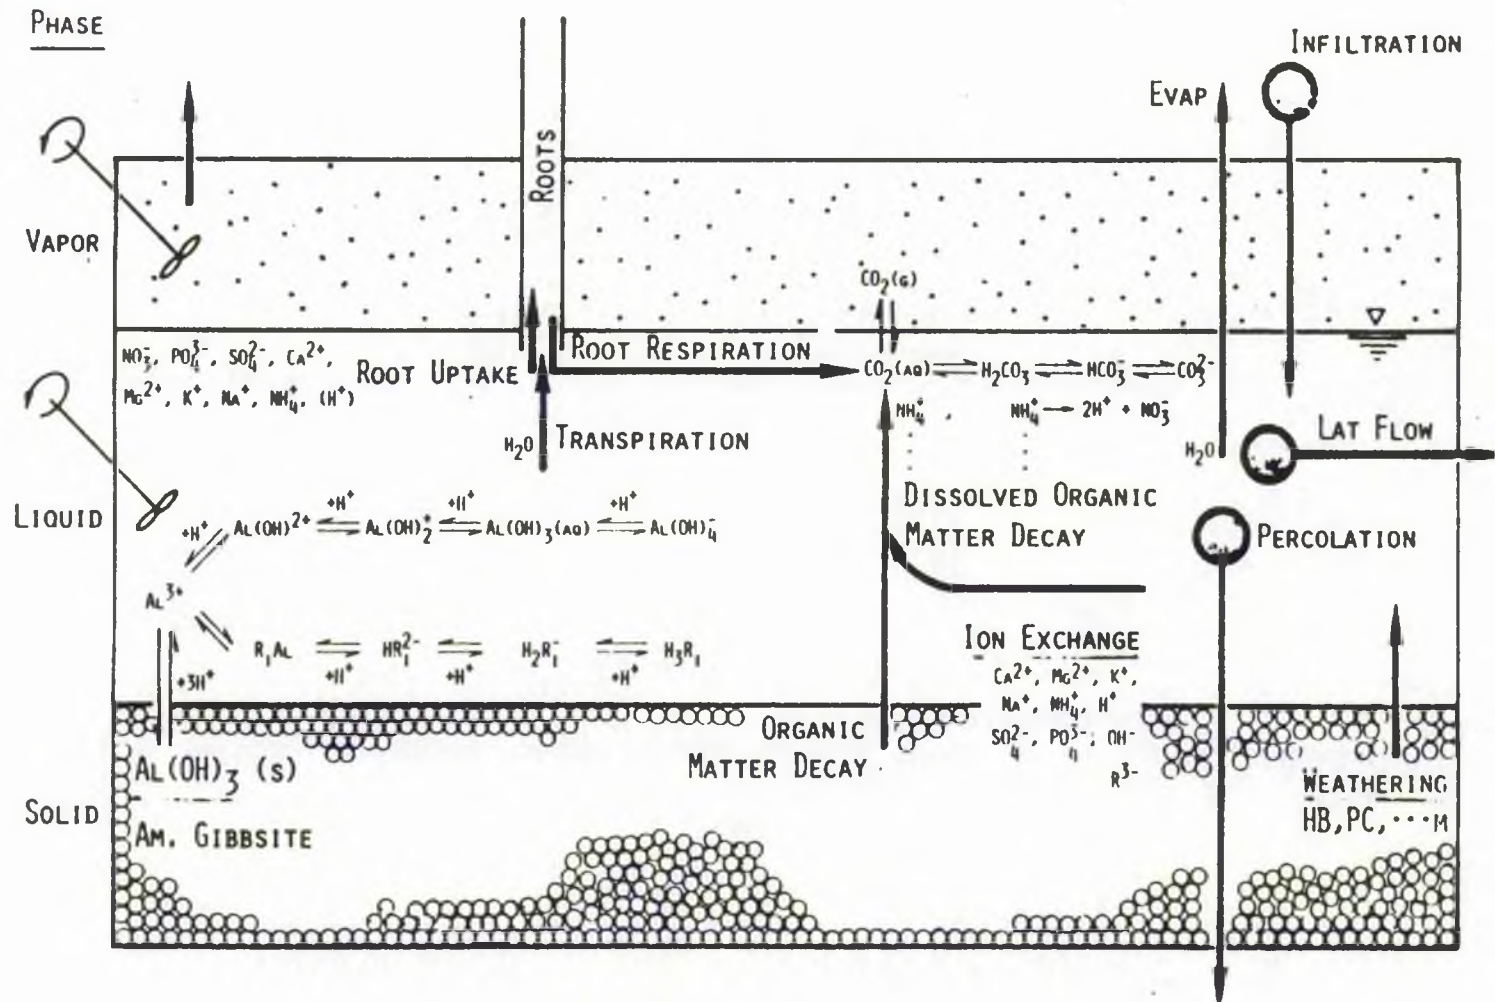 PHASE
INFILTRATION
EVAP
ROOTS
VAPOR
CO₂(G)
NO₃⁻, PO₄³⁻, SO₄²⁻, CA²⁺,
MG²⁺, K⁺, NA⁺, NH₄⁺, (H⁺)
ROOT UPTAKE
ROOT RESPIRATION
CO₂(AQ) ⇌ H₂CO₃ ⇌ HCO₃⁻ ⇌ CO₃²⁻
NH₄⁺, NH₄⁺ → 2H⁺ + NO₃⁻
H₂O TRANSPIRATION
H₂O
LAT FLOW
DISSOLVED ORGANIC
MATTER DECAY
LIQUID
+H⁺ +H⁺ +H⁺ +H⁺
AL(OH)²⁺ ⇌ AL(OH)₂⁺ ⇌ AL(OH)₃(AQ) ⇌ AL(OH)₄⁻
PERCOLATION
AL³⁺
R₁AL ⇌ HR₁²⁻ ⇌ H₂R₁⁻ ⇌ H₃R₁
+3H⁺ +H⁺ +H⁺ +H⁺
ION EXCHANGE
CA²⁺, MG²⁺, K⁺,
NA⁺, NH₄⁺, H⁺
SO₄²⁻, PO₄³⁻, OH⁻
R³⁻
ORGANIC
MATTER DECAY
AL(OH)₃ (S)
AM. GIBBSITE
SOLID
WEATHERING
HB, PC, ···M